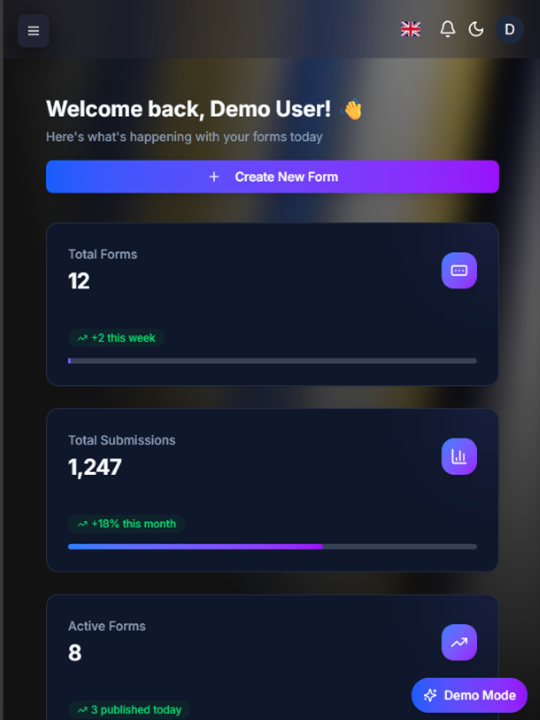 D
Welcome back, Demo User! 👋
Here's what's happening with your forms today
+ Create New Form
Total Forms
12
+2 this week
Total Submissions
1,247
+18% this month
Active Forms
8
3 published today
Demo Mode